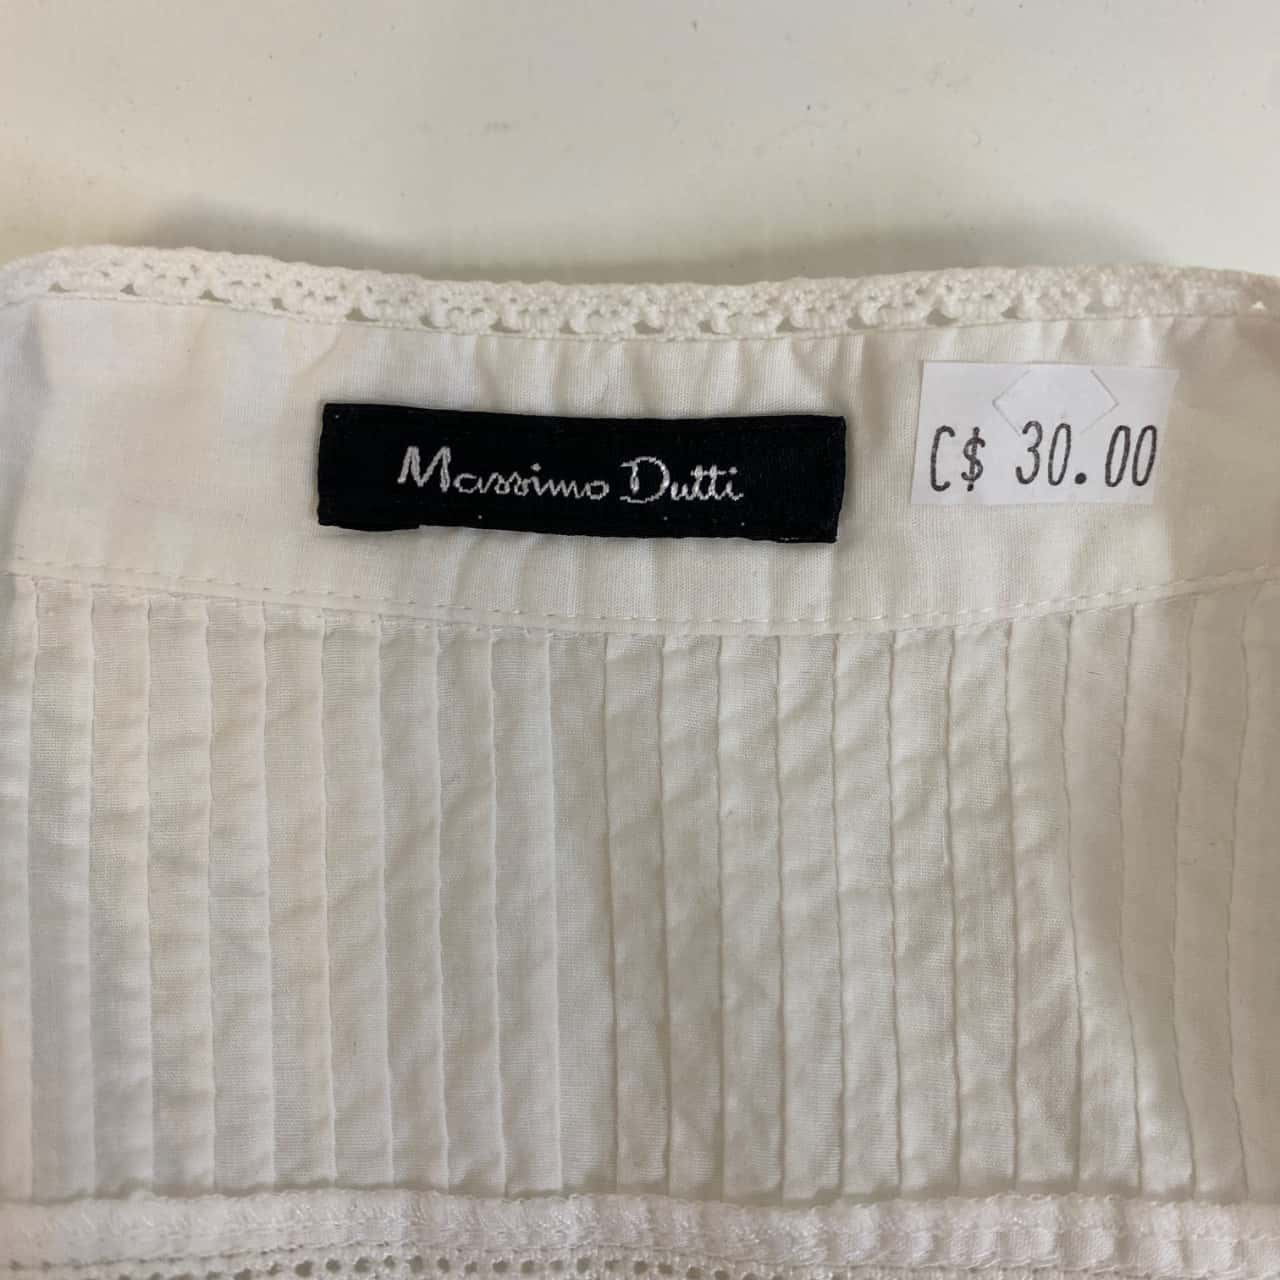 Massimo Dutti
C$ 30.00